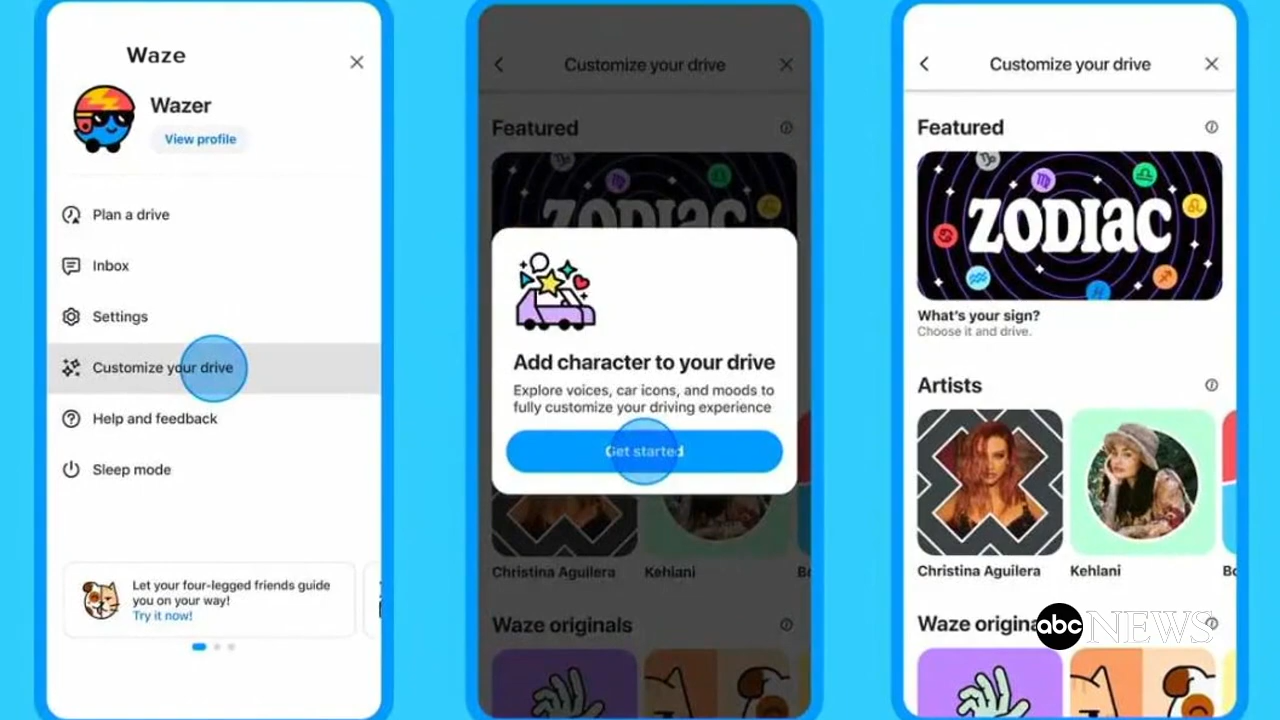 Waze
Wazer
View profile
Plan a drive
Inbox
Settings
Customize your drive
Help and feedback
Sleep mode
Let your four-legged friends guide
you on your way!
Try it now!
Customize your drive
Featured
ZODIAC
Add character to your drive
Explore voices, car icons, and moods to
fully customize your driving experience
Get started
Christina Aguilera
Kehlani
Waze originals
Customize your drive
Featured
ZODIAC
What's your sign?
Choose it and drive.
Artists
Christina Aguilera
Kehlani
Waze origina
abc NEWS